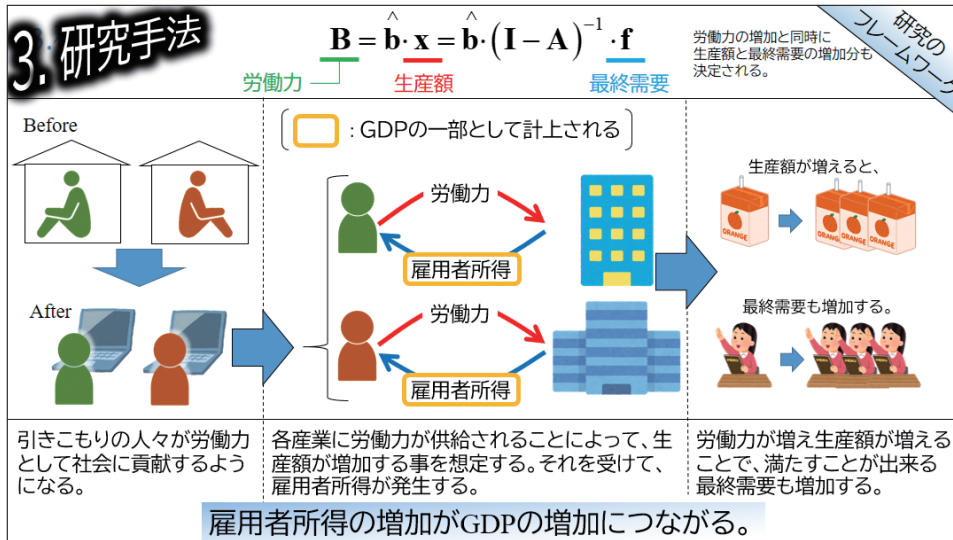 3. 研究手法
B = b̂・x = b̂・(I − A)⁻¹・f
労働力
生産額
最終需要
労働力の増加と同時に
生産額と最終需要の増加分も
決定される。
研究の
フレームワーク
Before
After
引きこもりの人々が労働力
として社会に貢献するよう
になる。
：GDPの一部として計上される
労働力
雇用者所得
労働力
雇用者所得
各産業に労働力が供給されることによって、生
産額が増加する事を想定する。それを受けて、
雇用者所得が発生する。
生産額が増えると、
ORANGE
ORANGE
ORANGE
ORANGE
最終需要も増加する。
労働力が増え生産額が増える
ことで、満たすことが出来る
最終需要も増加する。
雇用者所得の増加がGDPの増加につながる。